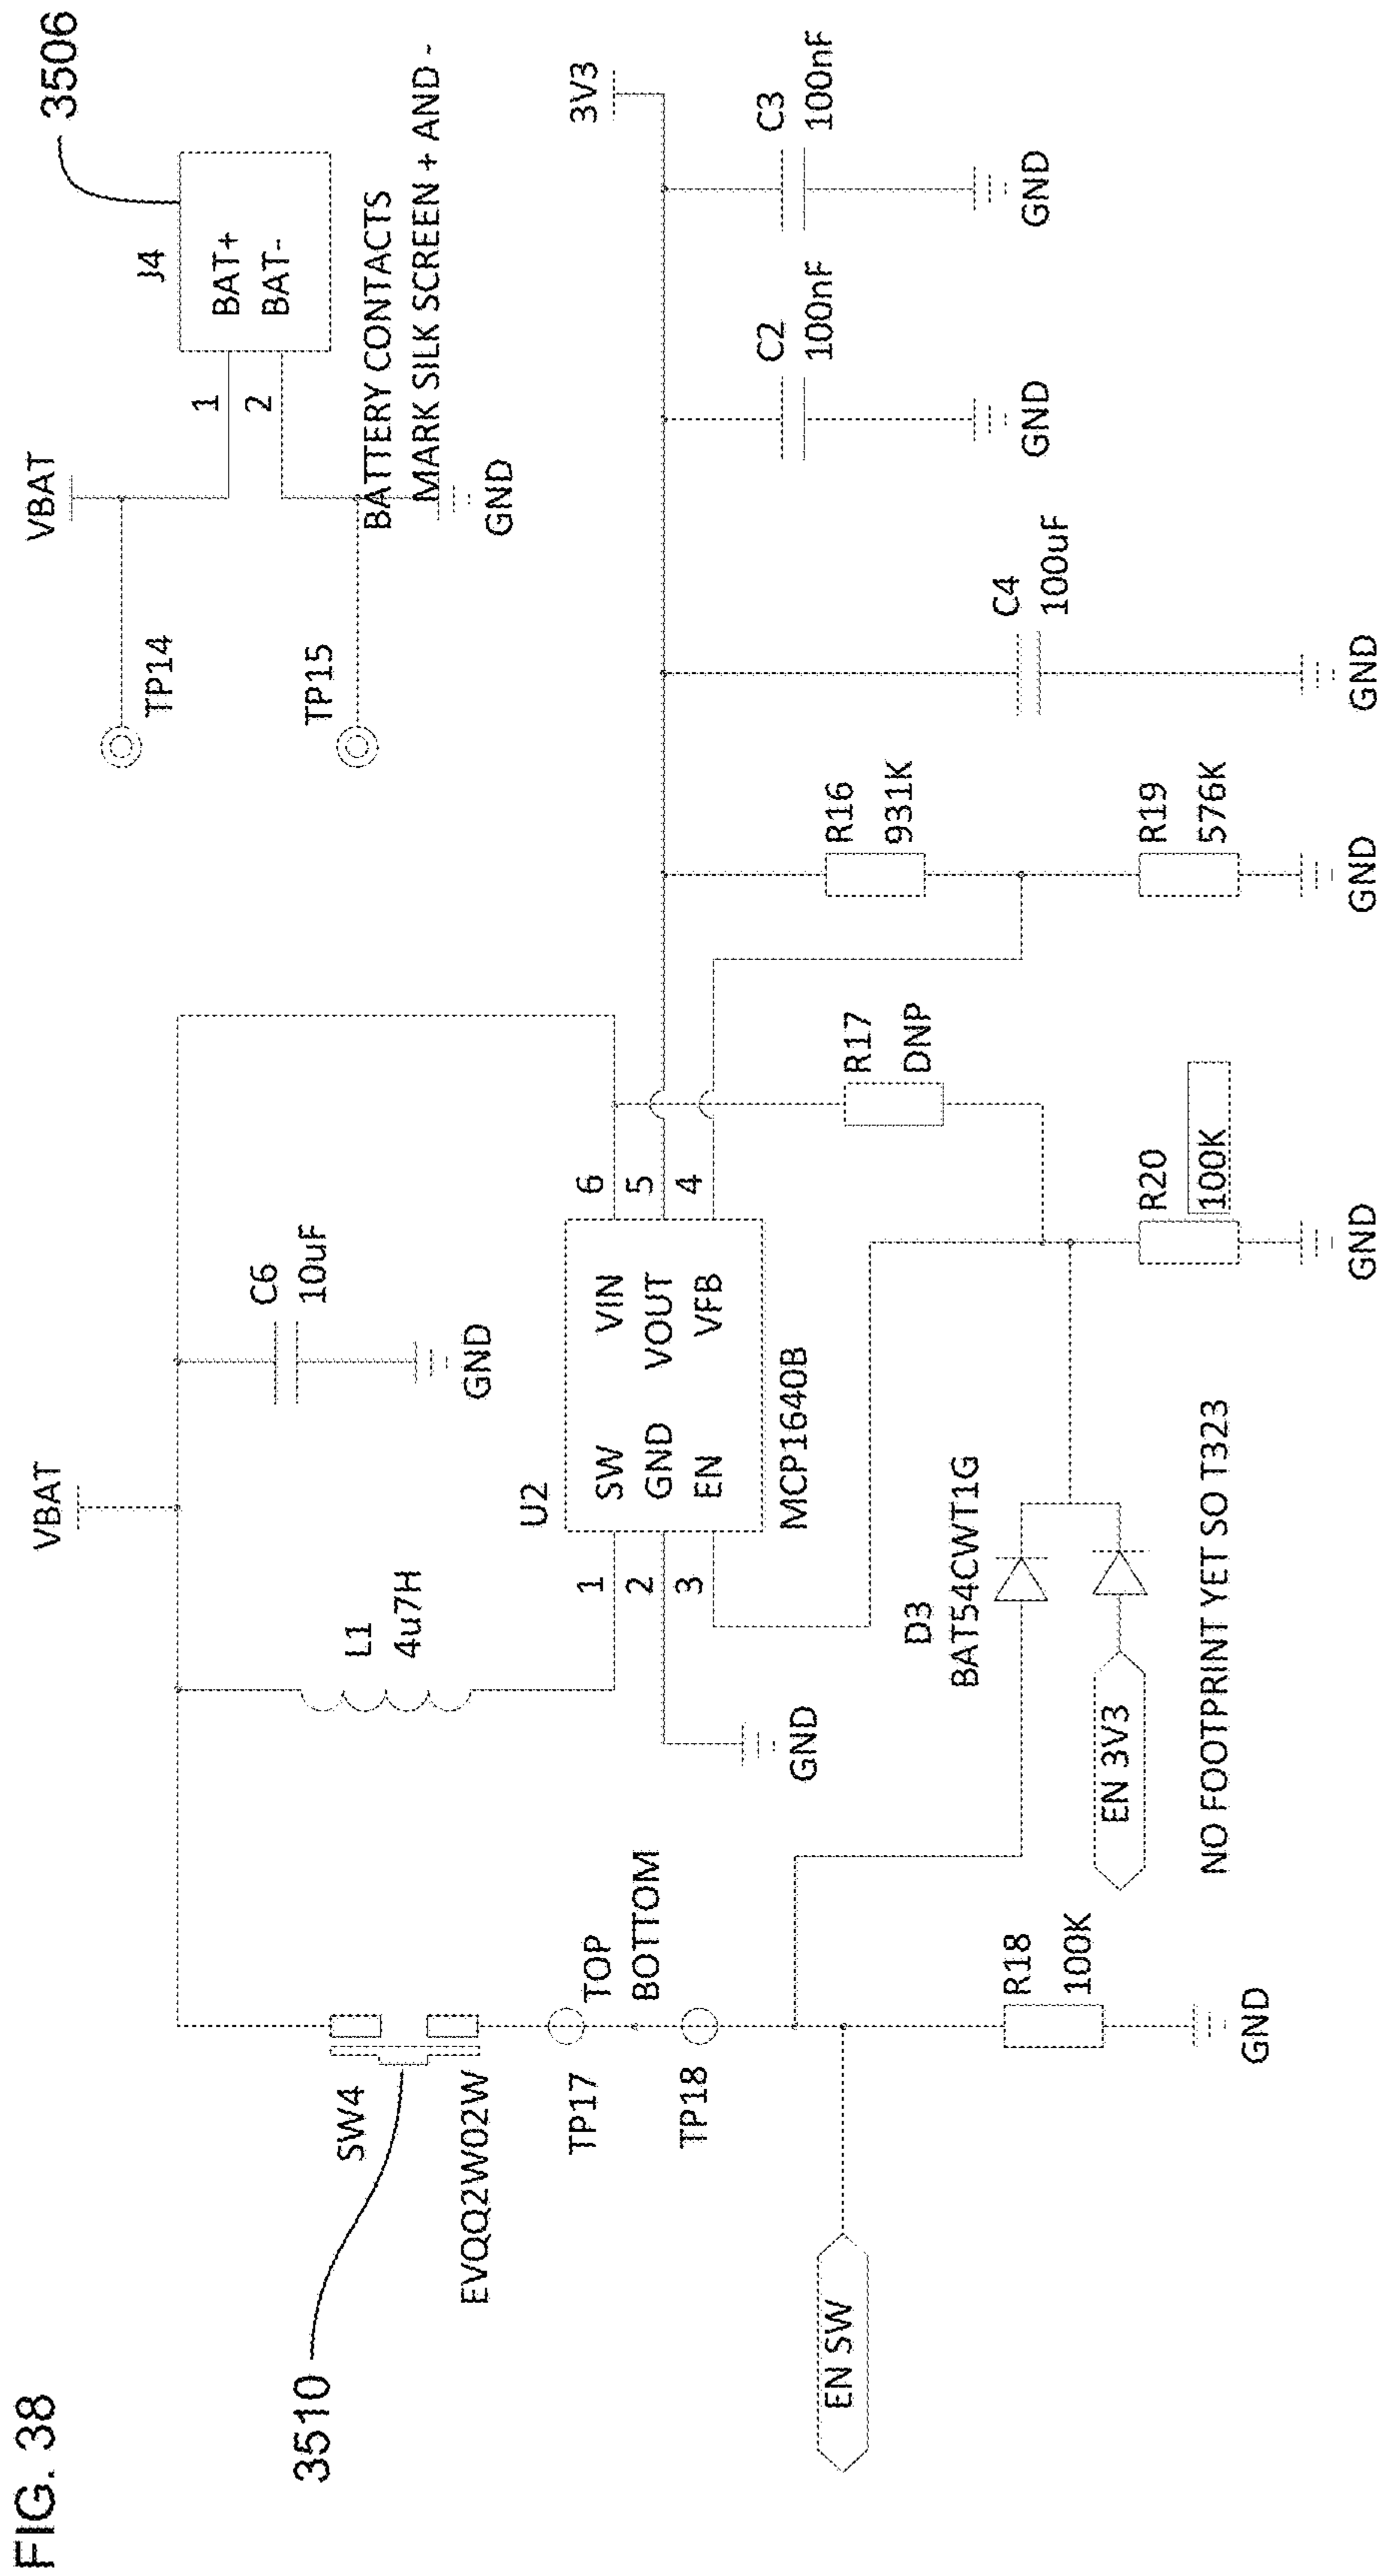 FIG. 38
VBAT
VBAT
3506
J4
BAT+
BAT-
1
2
TP14
TP15
BATTERY CONTACTS
MARK SILK SCREEN + AND -
GND
3510
SW4
EVQQ2W02W
L1
4u7H
C6
10uF
GND
TP17
TOP
BOTTOM
TP18
U2
1
2
3
SW
GND
EN
VIN
VOUT
VFB
6
5
4
MCP1640B
GND
3V3
C2
100nF
GND
C3
100nF
GND
C4
100uF
GND
R16
931K
R19
576K
GND
R17
DNP
R20
100K
GND
D3
BAT54CWT1G
EN 3V3
NO FOOTPRINT YET SO T323
EN SW
R18
100K
GND